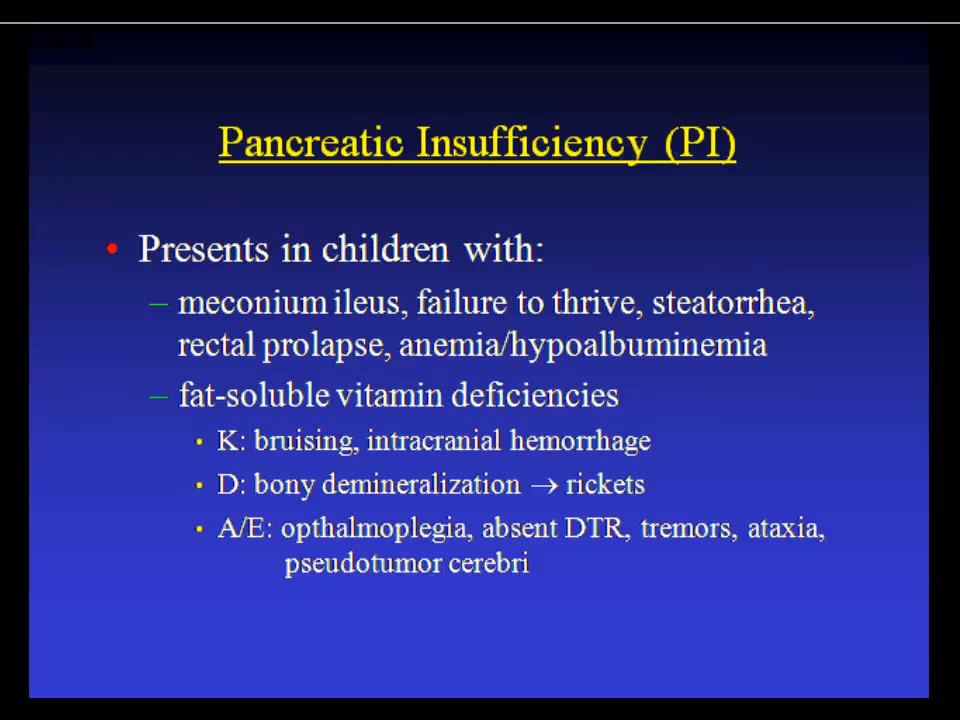 Pancreatic Insufficiency (PI)
• Presents in children with:
– meconium ileus, failure to thrive, steatorrhea,
rectal prolapse, anemia/hypoalbuminemia
– fat-soluble vitamin deficiencies
• K: bruising, intracranial hemorrhage
• D: bony demineralization → rickets
• A/E: opthalmoplegia, absent DTR, tremors, ataxia,
pseudotumor cerebri